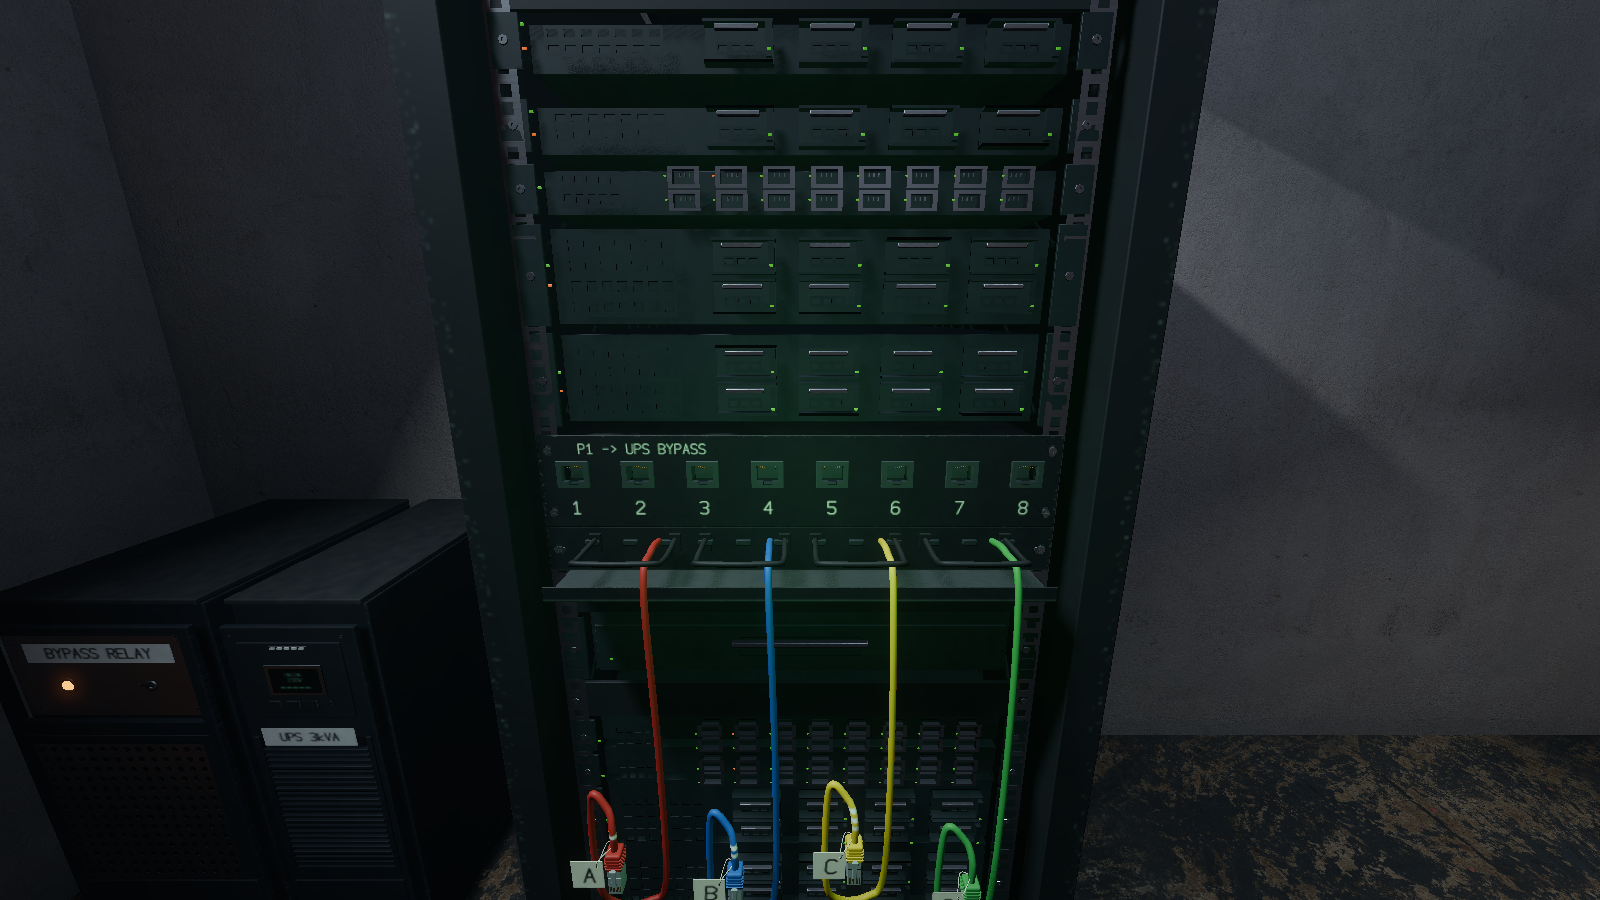 P1 -> UPS BYPASS
1 2 3 4 5 6 7 8
BYPASS RELAY
UPS 3kVA
A
B
C